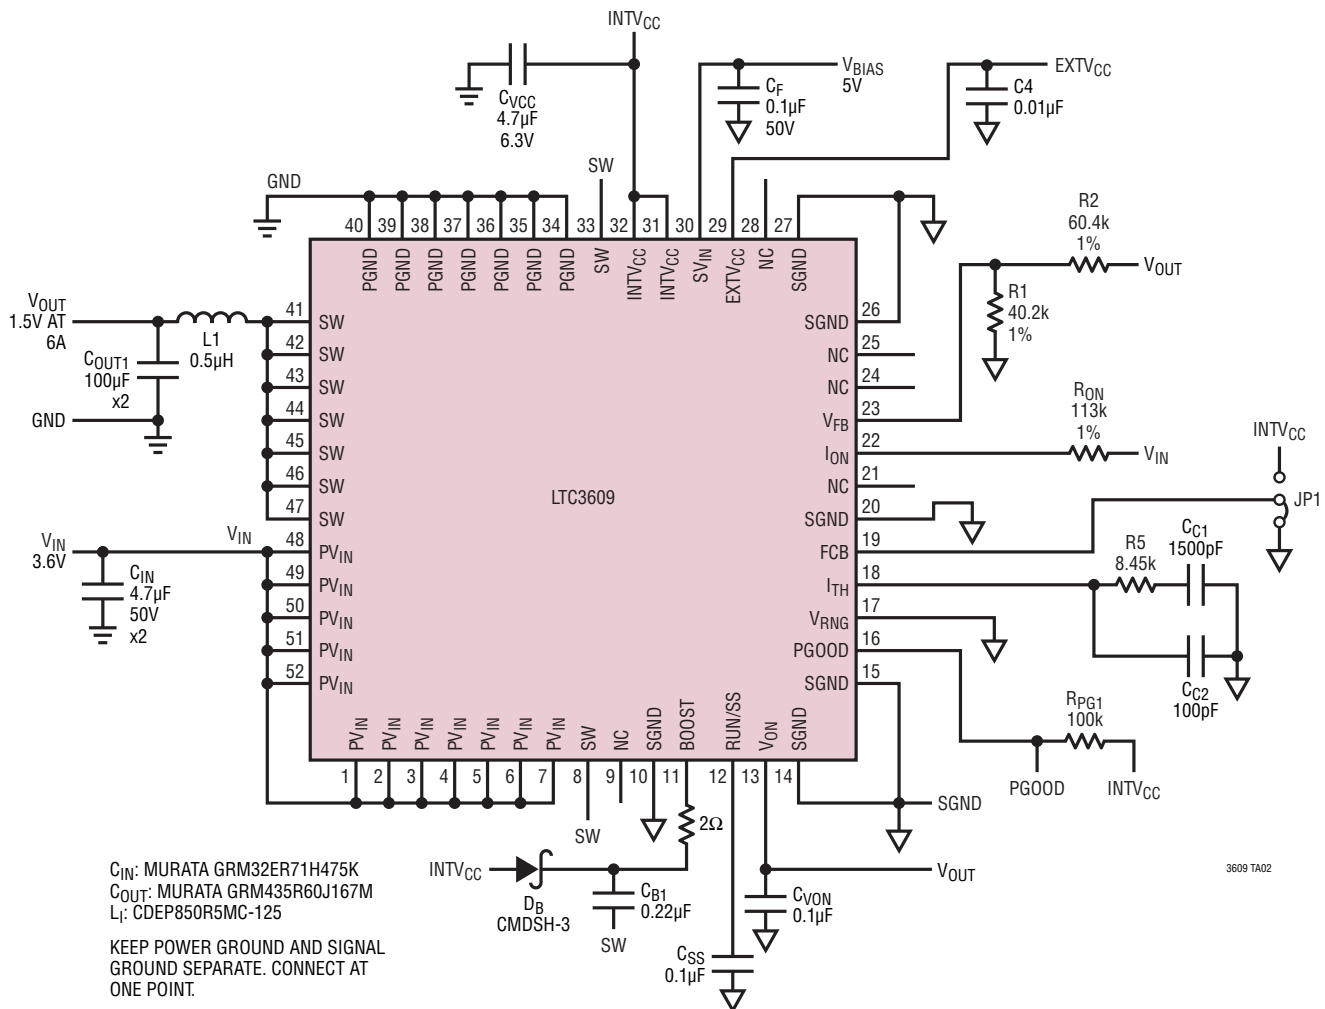 INTVCC
CVCC
4.7µF
6.3V
CF
0.1µF
50V
VBIAS
5V
EXTVCC
C4
0.01µF
GND
SW
40
39
38
37
36
35
34
33
32
31
30
29
28
27
PGND
PGND
PGND
PGND
PGND
PGND
PGND
SW
INTVCC
INTVCC
SVIN
EXTVCC
NC
SGND
R2
60.4k
1%
VOUT
R1
40.2k
1%
VOUT
1.5V AT
6A
L1
0.5µH
COUT1
100µF
x2
GND
41
SW
42
SW
43
SW
44
SW
45
SW
46
SW
47
SW
48
PVIN
49
PVIN
50
PVIN
51
PVIN
52
PVIN
VIN
3.6V
VIN
CIN
4.7µF
50V
x2
LTC3609
26
SGND
25
NC
24
NC
23
VFB
22
ION
21
NC
20
SGND
19
FCB
18
ITH
17
VRNG
16
PGOOD
15
SGND
RON
113k
1%
VIN
INTVCC
JP1
R5
8.45k
CC1
1500pF
CC2
100pF
RPG1
100k
PGOOD
INTVCC
PVIN
PVIN
PVIN
PVIN
PVIN
PVIN
PVIN
SW
NC
SGND
BOOST
RUN/SS
VON
SGND
1
2
3
4
5
6
7
8
9
10
11
12
13
14
SW
2Ω
SGND
INTVCC
DB
CMDSH-3
CB1
0.22µF
SW
VOUT
CVON
0.1µF
CSS
0.1µF
3609 TA02
CIN: MURATA GRM32ER71H475K
COUT: MURATA GRM435R60J167M
LI: CDEP850R5MC-125
KEEP POWER GROUND AND SIGNAL
GROUND SEPARATE. CONNECT AT
ONE POINT.